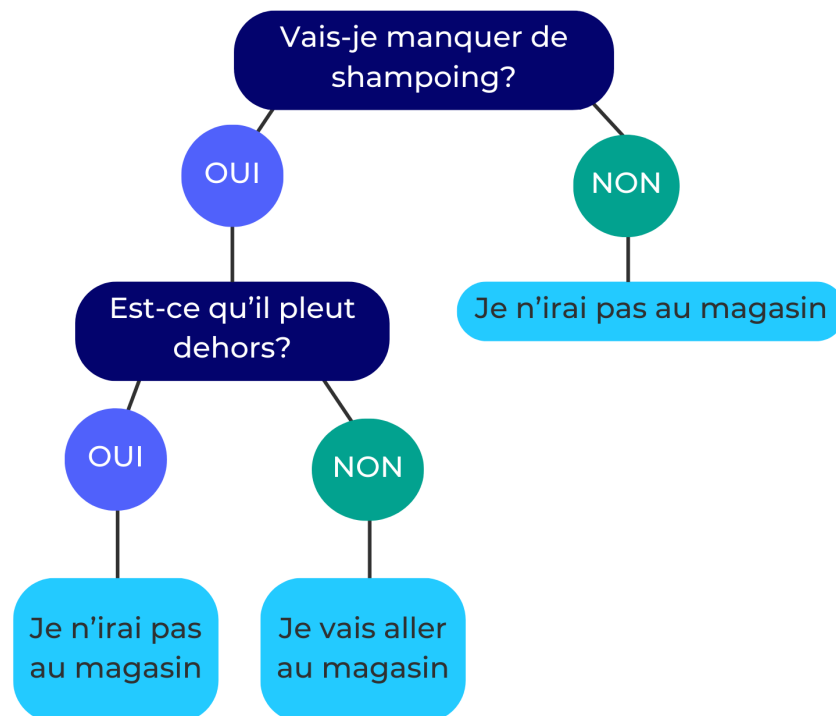 Vais-je manquer de
shampoing?
OUI
NON
Est-ce qu’il pleut
dehors?
Je n’irai pas au magasin
OUI
NON
Je n’irai pas
au magasin
Je vais aller
au magasin